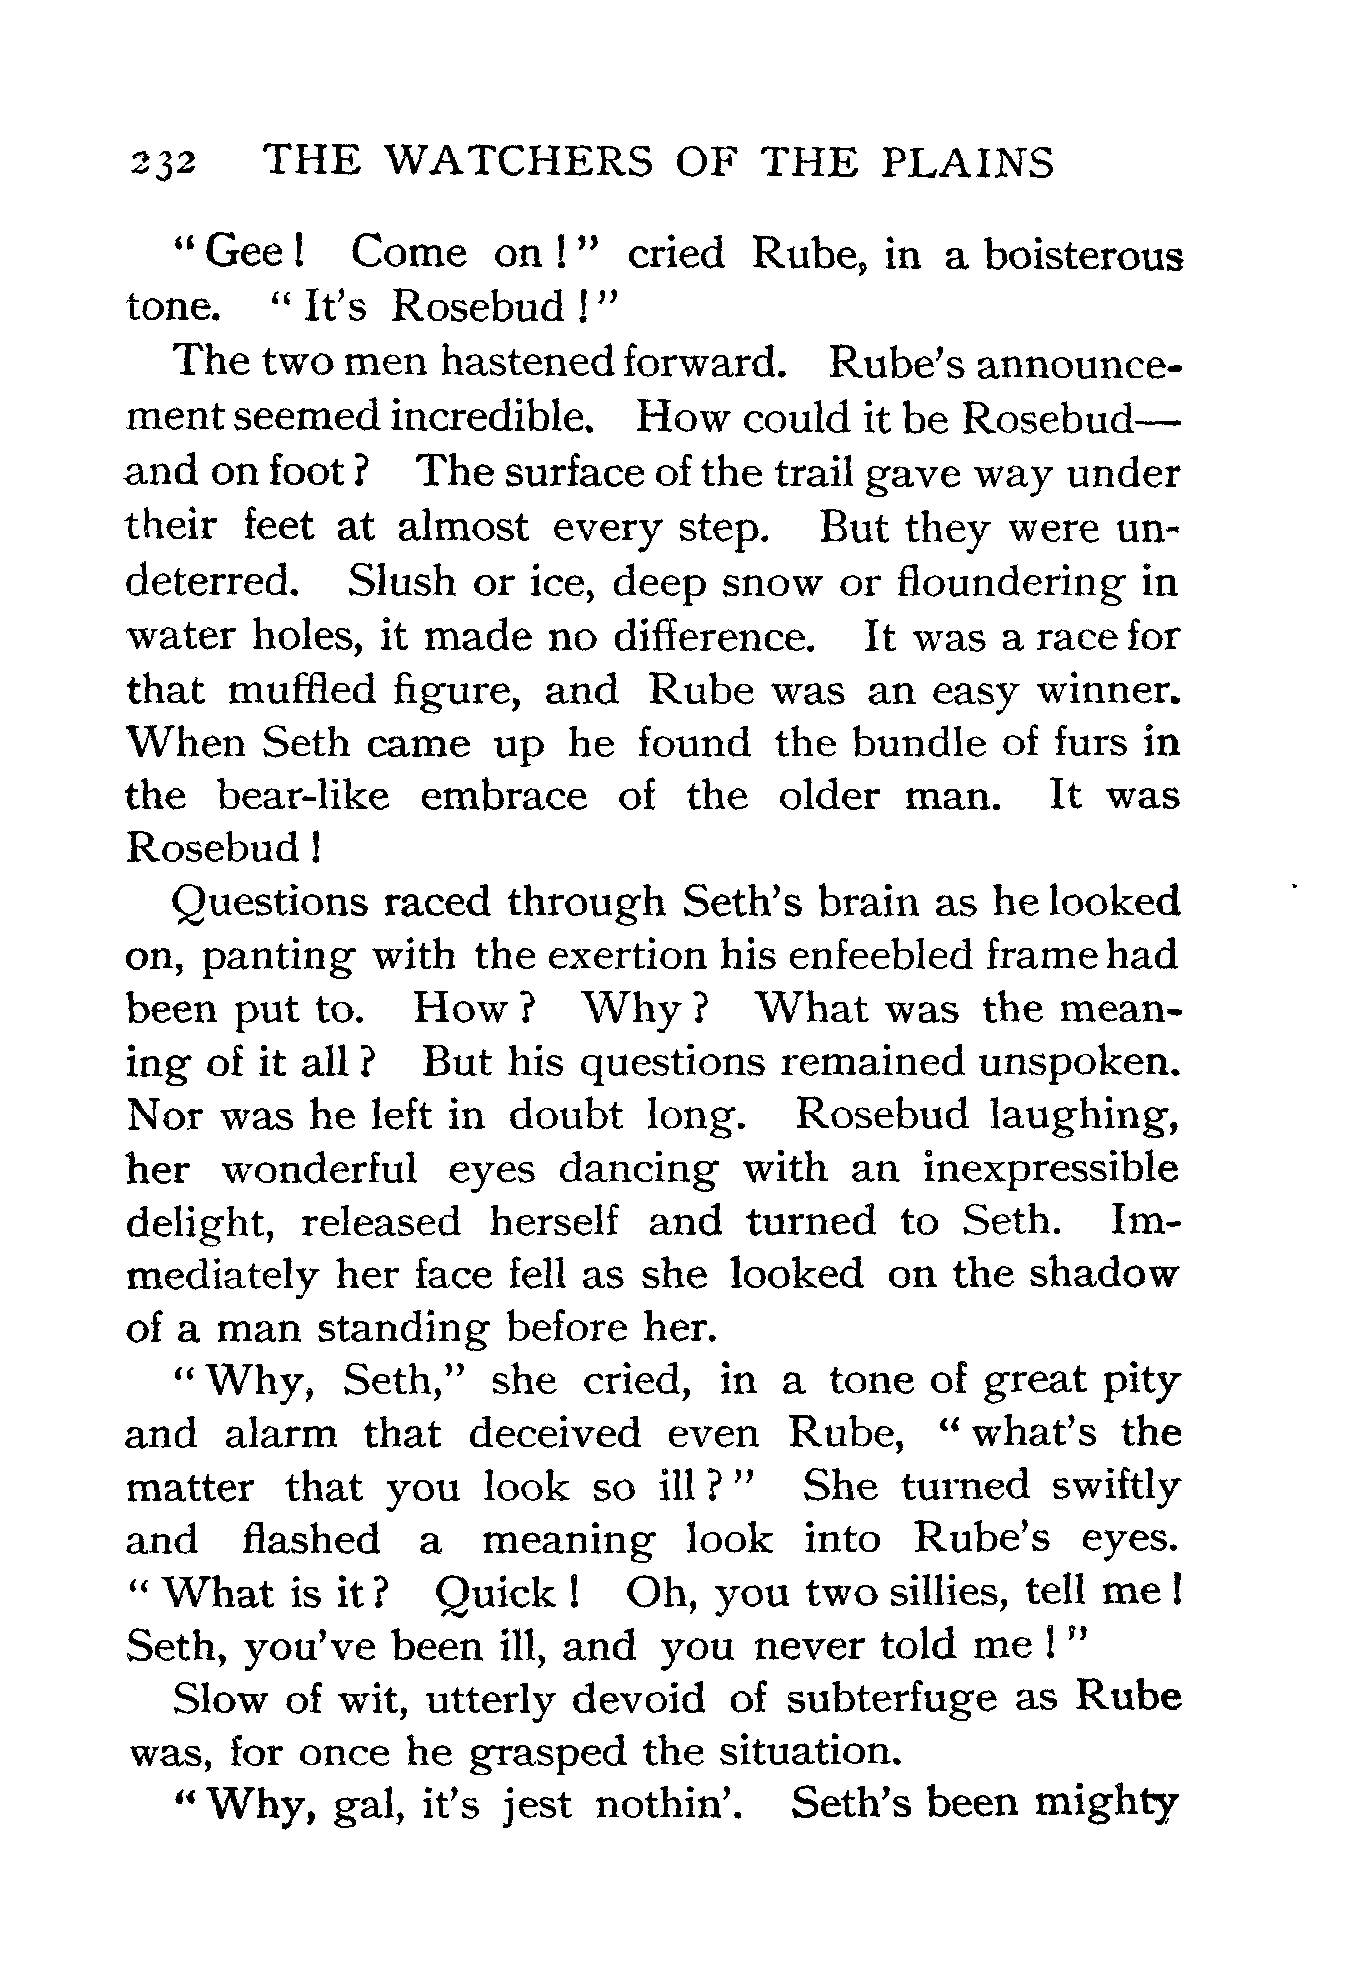 232 THE WATCHERS OF THE PLAINS
“Gee! Come on!” cried Rube, in a boisterous
tone. “It’s Rosebud!”
The two men hastened forward. Rube’s announce-
ment seemed incredible. How could it be Rosebud—
and on foot? The surface of the trail gave way under
their feet at almost every step. But they were un-
deterred. Slush or ice, deep snow or floundering in
water holes, it made no difference. It was a race for
that muffled figure, and Rube was an easy winner.
When Seth came up he found the bundle of furs in
the bear-like embrace of the older man. It was
Rosebud!
Questions raced through Seth’s brain as he looked
on, panting with the exertion his enfeebled frame had
been put to. How? Why? What was the mean-
ing of it all? But his questions remained unspoken.
Nor was he left in doubt long. Rosebud laughing,
her wonderful eyes dancing with an inexpressible
delight, released herself and turned to Seth. Im-
mediately her face fell as she looked on the shadow
of a man standing before her.
“Why, Seth,” she cried, in a tone of great pity
and alarm that deceived even Rube, “what’s the
matter that you look so ill?” She turned swiftly
and flashed a meaning look into Rube’s eyes.
“What is it? Quick! Oh, you two sillies, tell me!
Seth, you’ve been ill, and you never told me!”
Slow of wit, utterly devoid of subterfuge as Rube
was, for once he grasped the situation.
“Why, gal, it’s jest nothin’. Seth’s been mighty